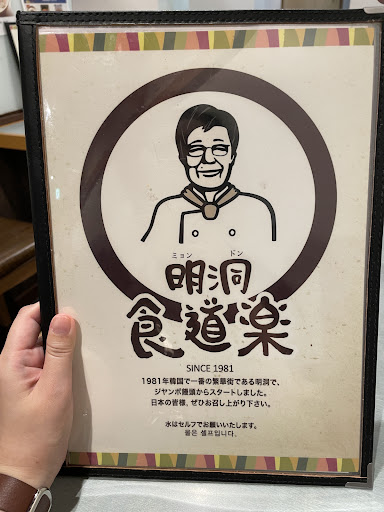 ミョン ドン
明洞
食道楽
SINCE 1981
1981年韓国で一番の繁華街である明洞で、
ジャンボ饅頭からスタートしました。
日本の皆様、ぜひお召し上がり下さい。
水はセルフでお願いいたします。
물은 셀프입니다.